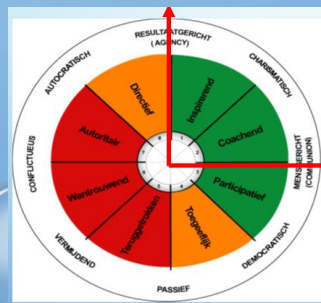 RESULTAATGERICHT
(AGENCY)
CHARISMATISCH
MENSGERICHT
(COMMUNION)
DEMOCRATISCH
PASSIEF
VERMIJDEND
CONFLICTUEUS
AUTOCRATISCH
Inspirerend
Coachend
Participatief
Toegeeflijk
Teruggetrokken
Wantrouwend
Autoritair
Directief